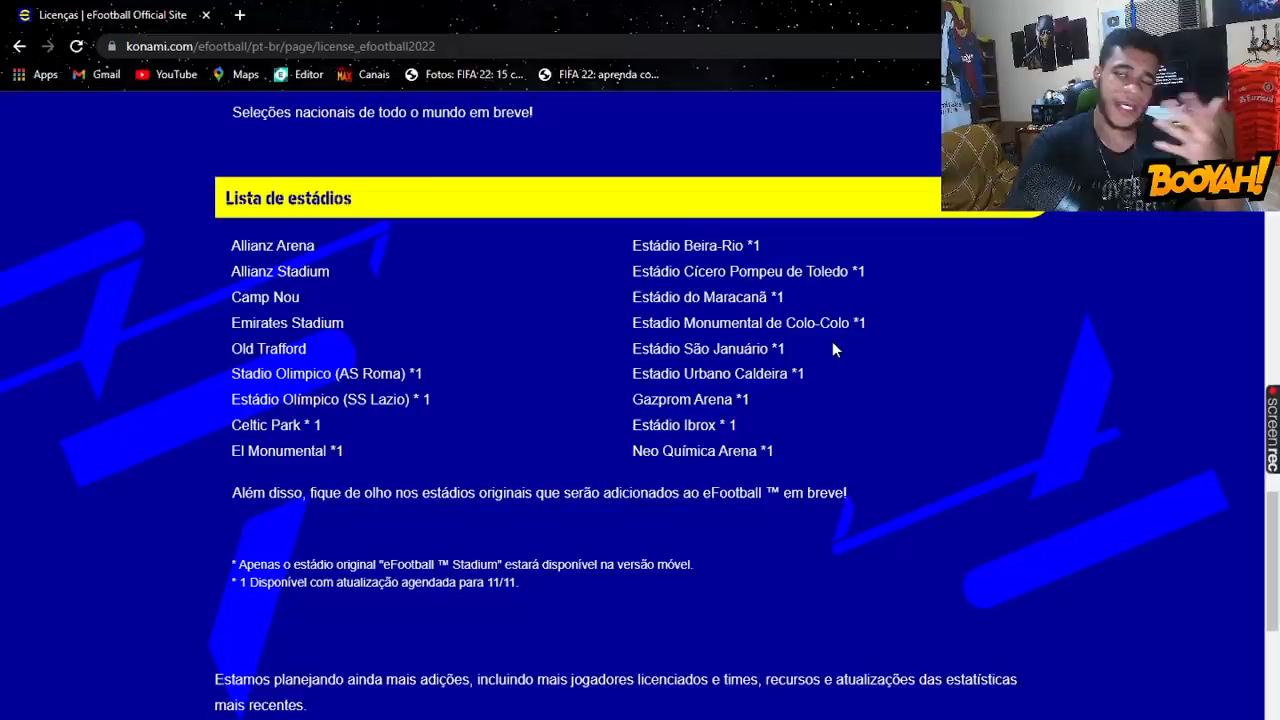 Licenças | eFootball Official Site
konami.com/efootball/pt-br/page/license_efootball2022
Apps
Gmail
YouTube
Maps
Editor
MAX Canais
Fotos: FIFA 22: 15 c...
FIFA 22: aprenda co...
Seleções nacionais de todo o mundo em breve!
BOOYAH!
Lista de estádios
Allianz Arena
Allianz Stadium
Camp Nou
Emirates Stadium
Old Trafford
Stadio Olimpico (AS Roma) *1
Estádio Olímpico (SS Lazio) * 1
Celtic Park * 1
El Monumental *1
Estádio Beira-Rio *1
Estádio Cícero Pompeu de Toledo *1
Estádio do Maracanã *1
Estadio Monumental de Colo-Colo *1
Estádio São Januário *1
Estadio Urbano Caldeira *1
Gazprom Arena *1
Estádio Ibrox * 1
Neo Química Arena *1
Além disso, fique de olho nos estádios originais que serão adicionados ao eFootball ™ em breve!
* Apenas o estádio original "eFootball ™ Stadium" estará disponível na versão móvel.
* 1 Disponível com atualização agendada para 11/11.
Estamos planejando ainda mais adições, incluindo mais jogadores licenciados e times, recursos e atualizações das estatísticas
mais recentes.
screenrec